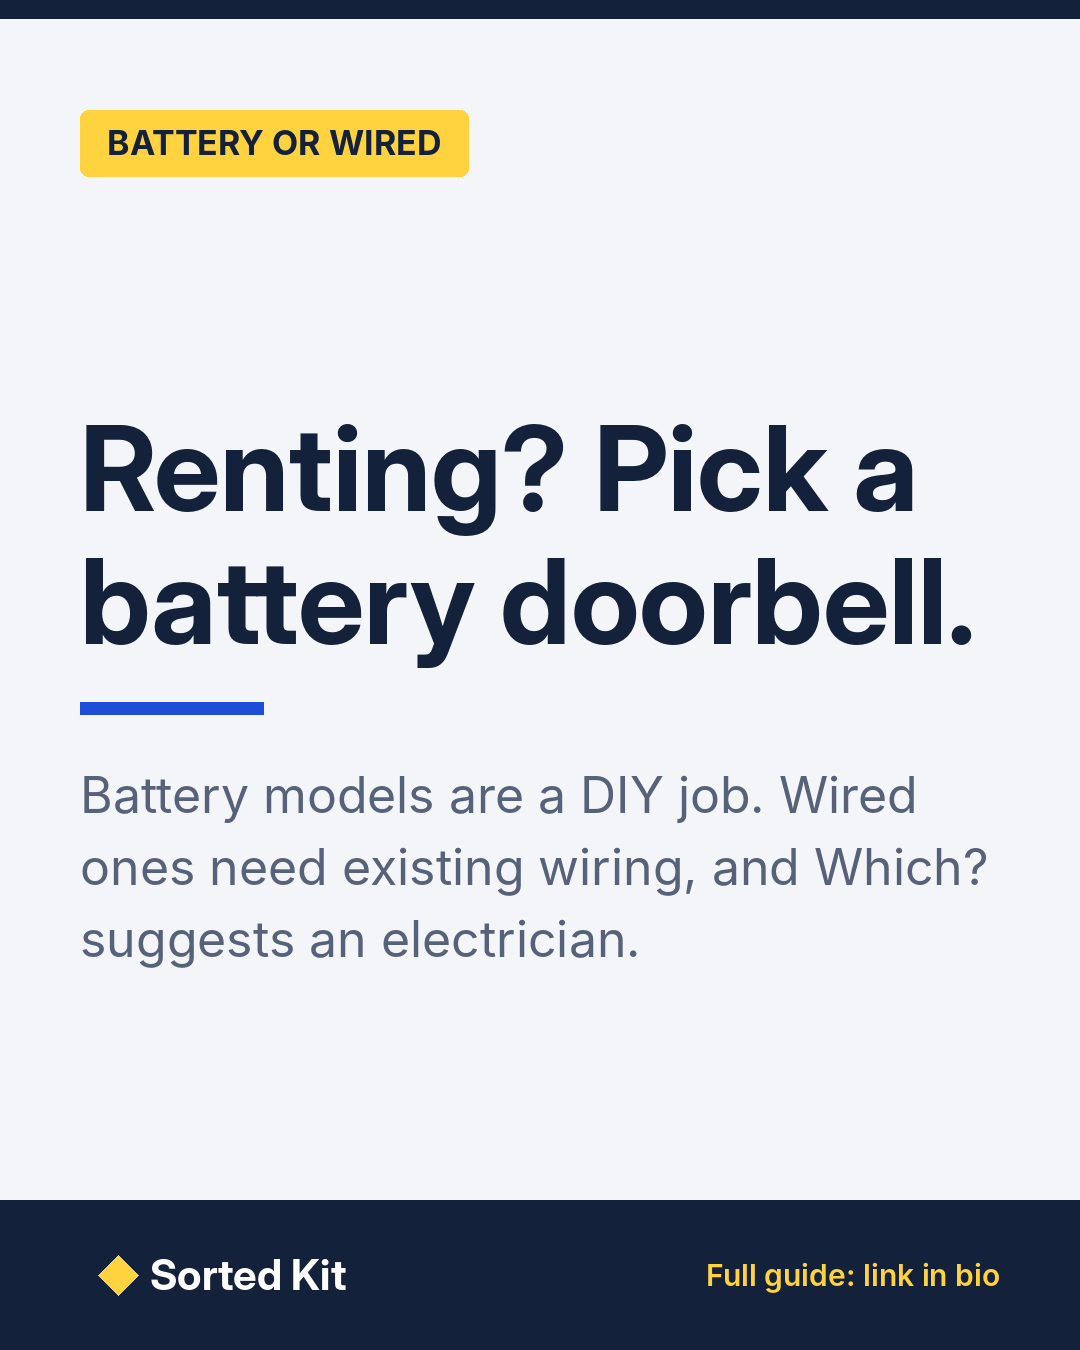 BATTERY OR WIRED
Renting? Pick a
battery doorbell.
Battery models are a DIY job. Wired
ones need existing wiring, and Which?
suggests an electrician.
Sorted Kit
Full guide: link in bio